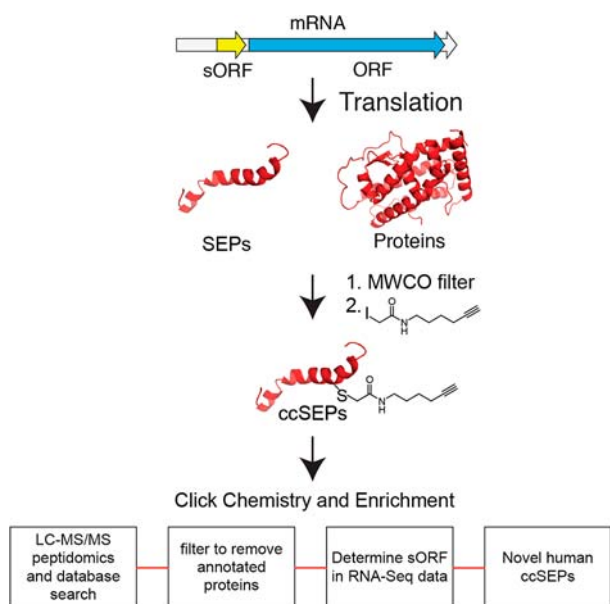 mRNA
sORF
ORF
Translation
SEPs
Proteins
1. MWCO filter
2.
I
O
N
H
S
O
N
H
ccSEPs
Click Chemistry and Enrichment
LC-MS/MS
peptidomics
and database
search
filter to remove
annotated
proteins
Determine sORF
in RNA-Seq data
Novel human
ccSEPs